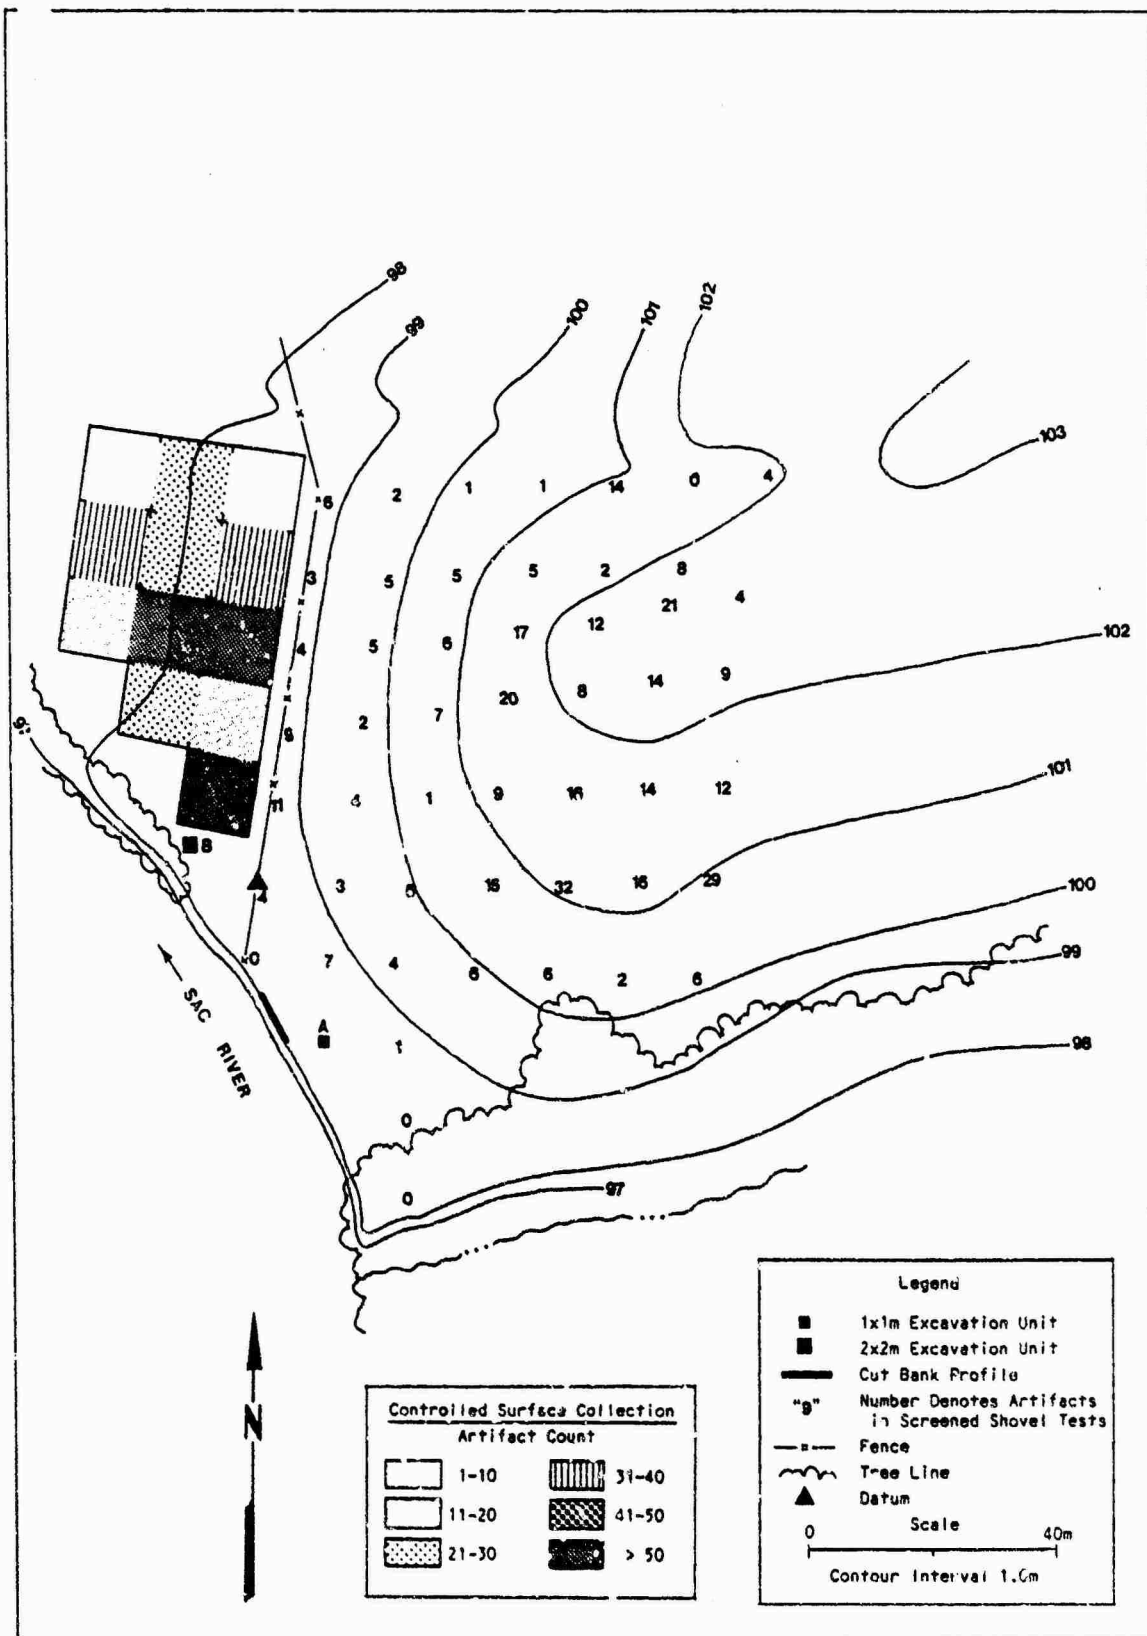 98
99
100
101
102
103
6 2 1 1 14 0 4
3 5 5 5 2 8
4 5 6 17 12 21 4
2 7 20 8 14 9
11 4 1 9 16 14 12
102
101
B
4 3 5 16 32 16 29
100
0 7 4 6 6 2 6
99
SAC RIVER
A
1
98
0
0
97
N
Controlled Surface Collection
Artifact Count
1-10
11-20
21-30
31-40
41-50
> 50
Legend
1x1m Excavation Unit
2x2m Excavation Unit
Cut Bank Profile
"9" Number Denotes Artifacts
in Screened Shovel Tests
Fence
Tree Line
Datum
Scale
0 40m
Contour Interval 1.0m